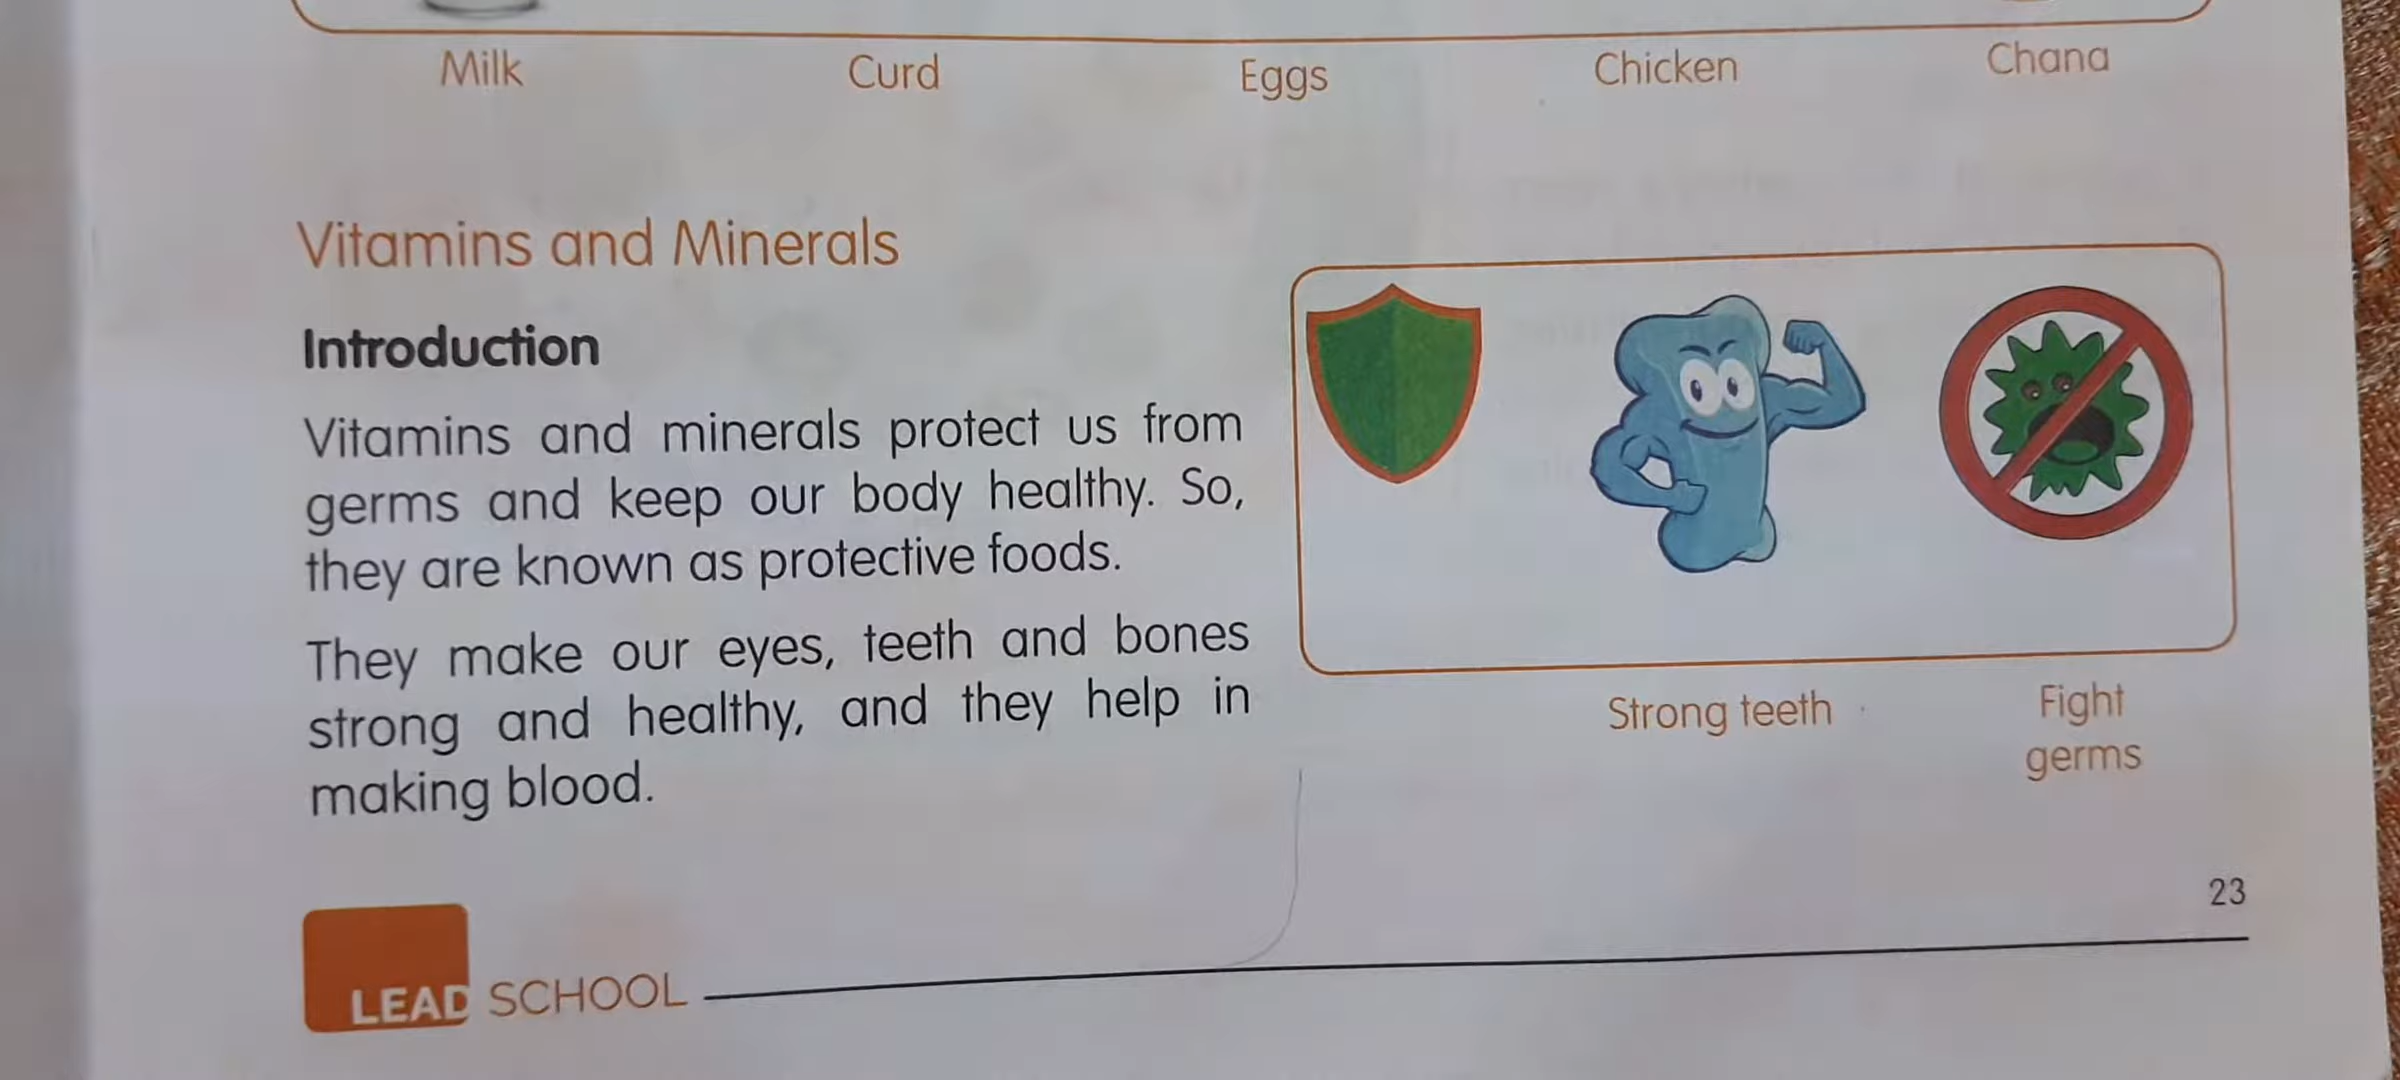 Milk Curd Eggs Chicken Chana
Vitamins and Minerals
Introduction
Vitamins and minerals protect us from
germs and keep our body healthy. So,
they are known as protective foods.
They make our eyes, teeth and bones
strong and healthy, and they help in
making blood.
Strong teeth
Fight
germs
23
LEAD SCHOOL